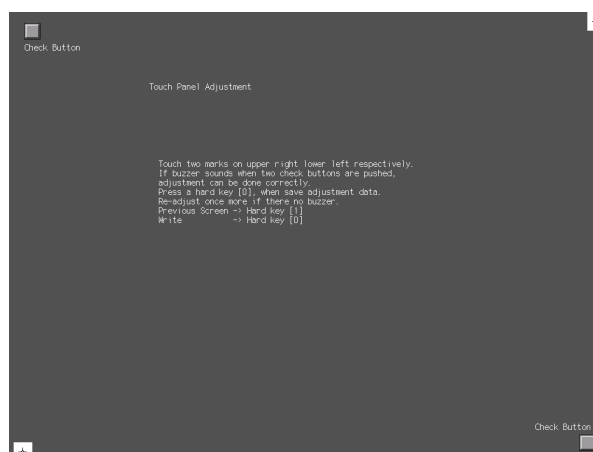 Check Button
Touch Panel Adjustment
Touch two marks on upper right lower left respectively.
If buzzer sounds when two check buttons are pushed,
adjustment can be done correctly.
Press a hard key [0], when save adjustment data.
Re-adjust once more if there no buzzer.
Previous Screen -> Hard key [1]
Write -> Hard key [0]
Check Button